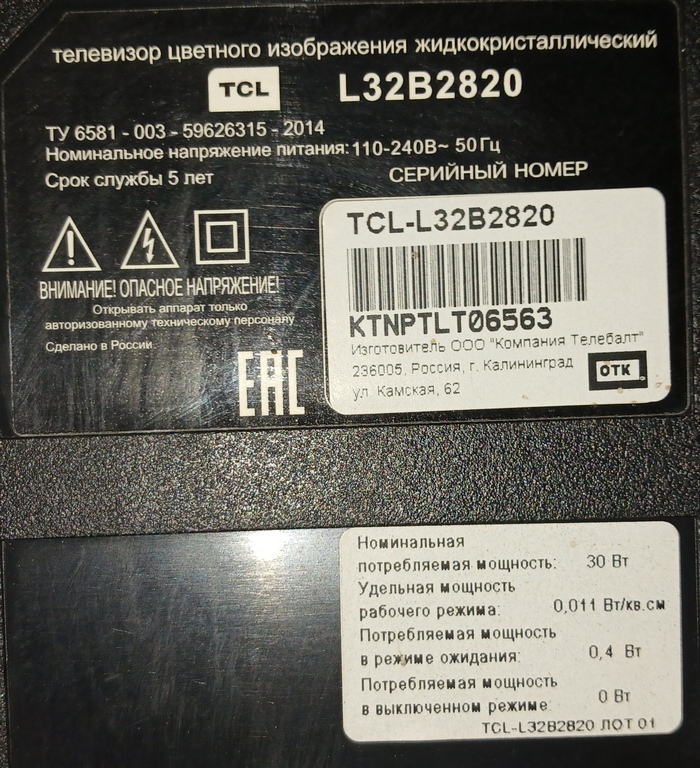 телевизор цветного изображения жидкокристаллический
TCL L32B2820
ТУ 6581 - 003 - 59626315 - 2014
Номинальное напряжение питания: 110-240В~ 50Гц
Срок службы 5 лет
СЕРИЙНЫЙ НОМЕР
ВНИМАНИЕ! ОПАСНОЕ НАПРЯЖЕНИЕ!
Открывать аппарат только
авторизованному техническому персоналу
Сделано в России
EAC
TCL-L32B2820
KTNPTLT06563
Изготовитель ООО "Компания Телебалт"
236005, Россия, г. Калининград
ул. Камская, 62
ОТК
Номинальная
потребляемая мощность: 30 Вт
Удельная мощность
рабочего режима: 0,011 Вт/кв.см
Потребляемая мощность
в режиме ожидания: 0,4 Вт
Потребляемая мощность
в выключенном режиме: 0 Вт
TCL-L32B2820 ЛОТ 01